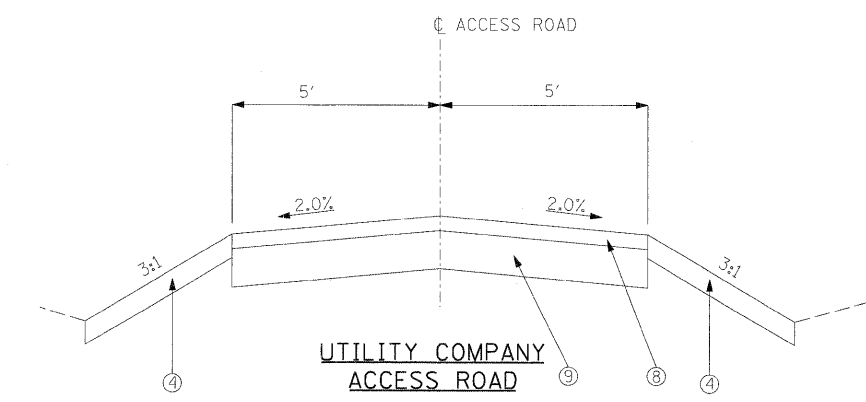 ℄ ACCESS ROAD
5' 5'
2.0% 2.0%
3:1 3:1
④ ⑨ ⑧ ④
UTILITY COMPANY
ACCESS ROAD